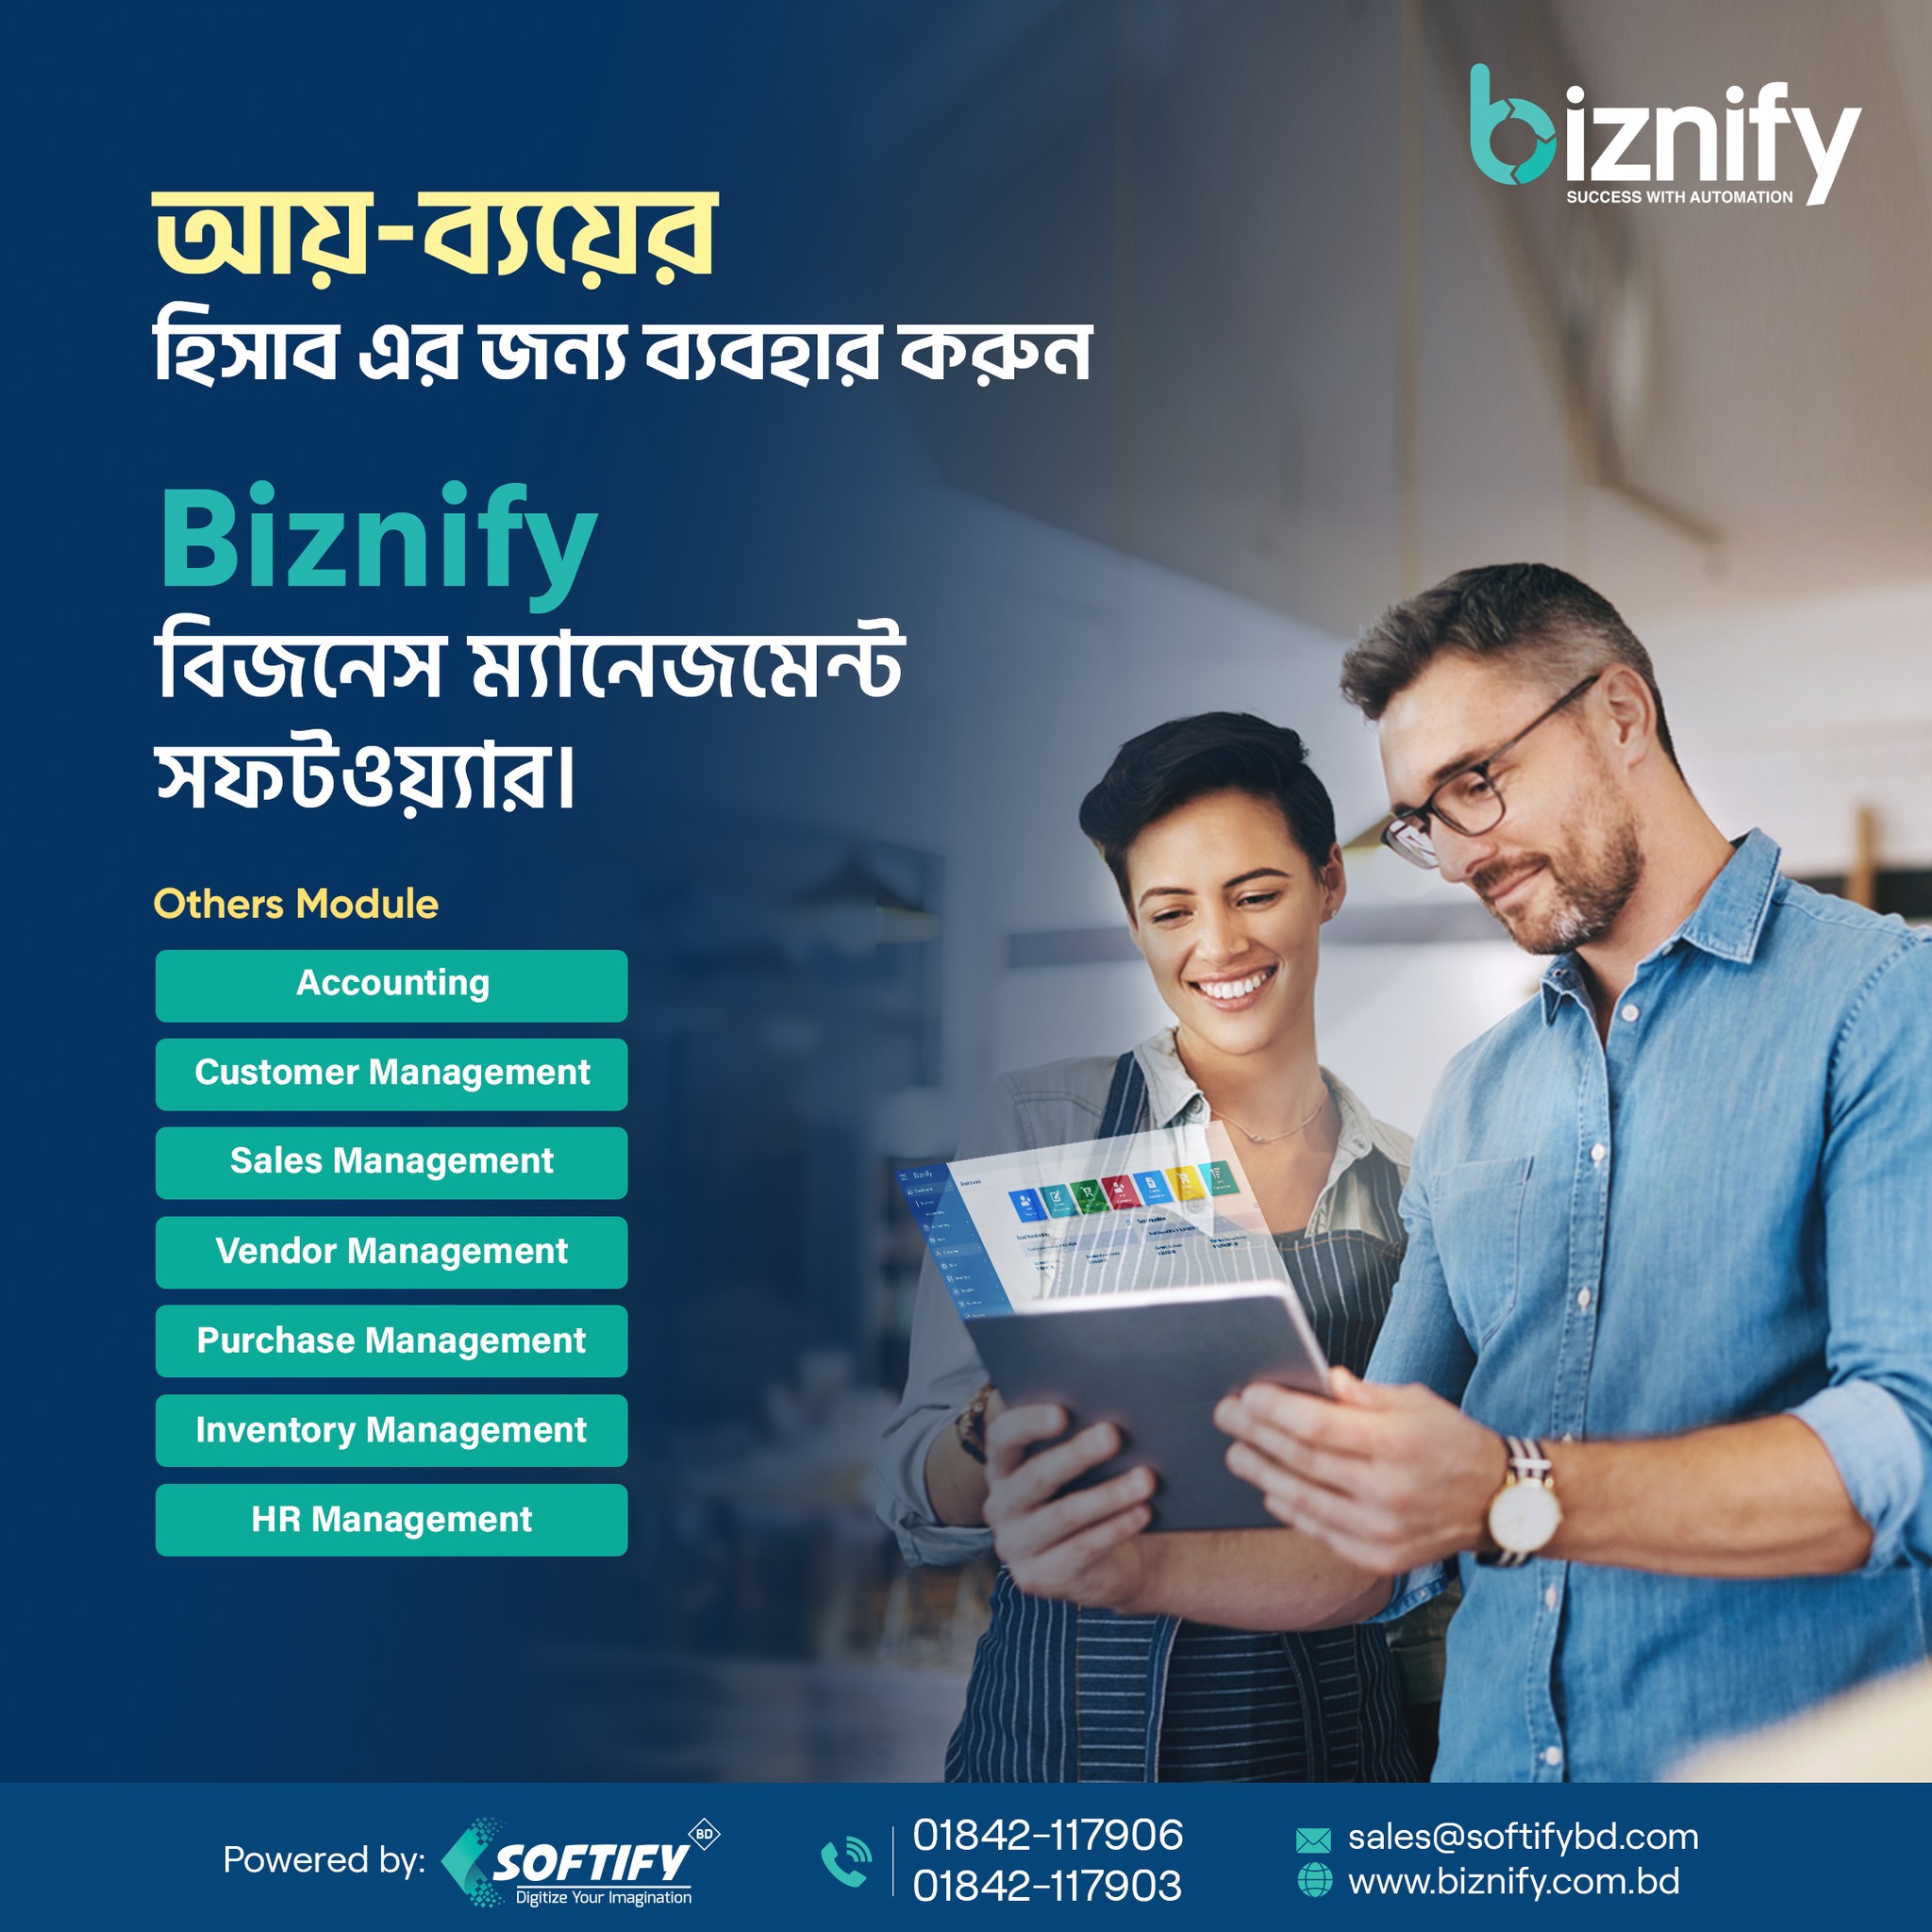 biznify
SUCCESS WITH AUTOMATION
আয়-ব্যয়ের
হিসাব এর জন্য ব্যবহার করুন
Biznify
বিজনেস ম্যানেজমেন্ট
সফটওয়্যার।
Others Module
Accounting
Customer Management
Sales Management
Vendor Management
Purchase Management
Inventory Management
HR Management
Powered by: SOFTIFY BD
Digitize Your Imagination
01842-117906
01842-117903
sales@softifybd.com
www.biznify.com.bd